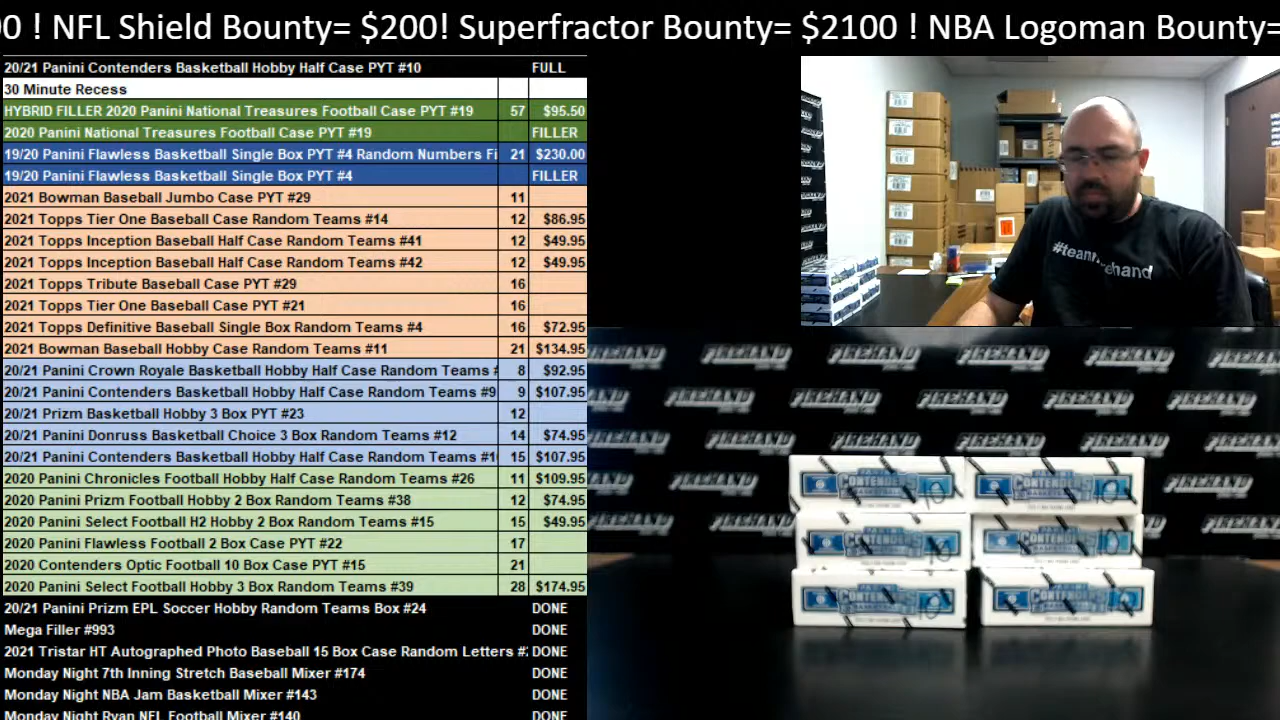 00 ! NFL Shield Bounty= $200! Superfractor Bounty= $2100 ! NBA Logoman Bounty=
20/21 Panini Contenders Basketball Hobby Half Case PYT #10 FULL
30 Minute Recess
HYBRID FILLER 2020 Panini National Treasures Football Case PYT #19 57 $95.50
2020 Panini National Treasures Football Case PYT #19 FILLER
19/20 Panini Flawless Basketball Single Box PYT #4 Random Numbers Fi 21 $230.00
19/20 Panini Flawless Basketball Single Box PYT #4 FILLER
2021 Bowman Baseball Jumbo Case PYT #29 11
2021 Topps Tier One Baseball Case Random Teams #14 12 $86.95
2021 Topps Inception Baseball Half Case Random Teams #41 12 $49.95
2021 Topps Inception Baseball Half Case Random Teams #42 12 $49.95
2021 Topps Tribute Baseball Case PYT #29 16
2021 Topps Tier One Baseball Case PYT #21 16
2021 Topps Definitive Baseball Single Box Random Teams #4 16 $72.95
2021 Bowman Baseball Hobby Case Random Teams #11 21 $134.95
20/21 Panini Crown Royale Basketball Hobby Half Case Random Teams # 8 $92.95
20/21 Panini Contenders Basketball Hobby Half Case Random Teams #9 9 $107.95
20/21 Prizm Basketball Hobby 3 Box PYT #23 12
20/21 Panini Donruss Basketball Choice 3 Box Random Teams #12 14 $74.95
20/21 Panini Contenders Basketball Hobby Half Case Random Teams #1 15 $107.95
2020 Panini Chronicles Football Hobby Half Case Random Teams #26 11 $109.95
2020 Panini Prizm Football Hobby 2 Box Random Teams #38 12 $74.95
2020 Panini Select Football H2 Hobby 2 Box Random Teams #15 15 $49.95
2020 Panini Flawless Football 2 Box Case PYT #22 17
2020 Contenders Optic Football 10 Box Case PYT #15 21
2020 Panini Select Football Hobby 3 Box Random Teams #39 28 $174.95
20/21 Panini Prizm EPL Soccer Hobby Random Teams Box #24 DONE
Mega Filler #993 DONE
2021 Tristar HT Autographed Photo Baseball 15 Box Case Random Letters #: DONE
Monday Night 7th Inning Stretch Baseball Mixer #174 DONE
Monday Night NBA Jam Basketball Mixer #143 DONE
Monday Night Ryan NFL Football Mixer #140 DONE
FIREHAND
PANINI
CONTENDERS
BASKETBALL
10